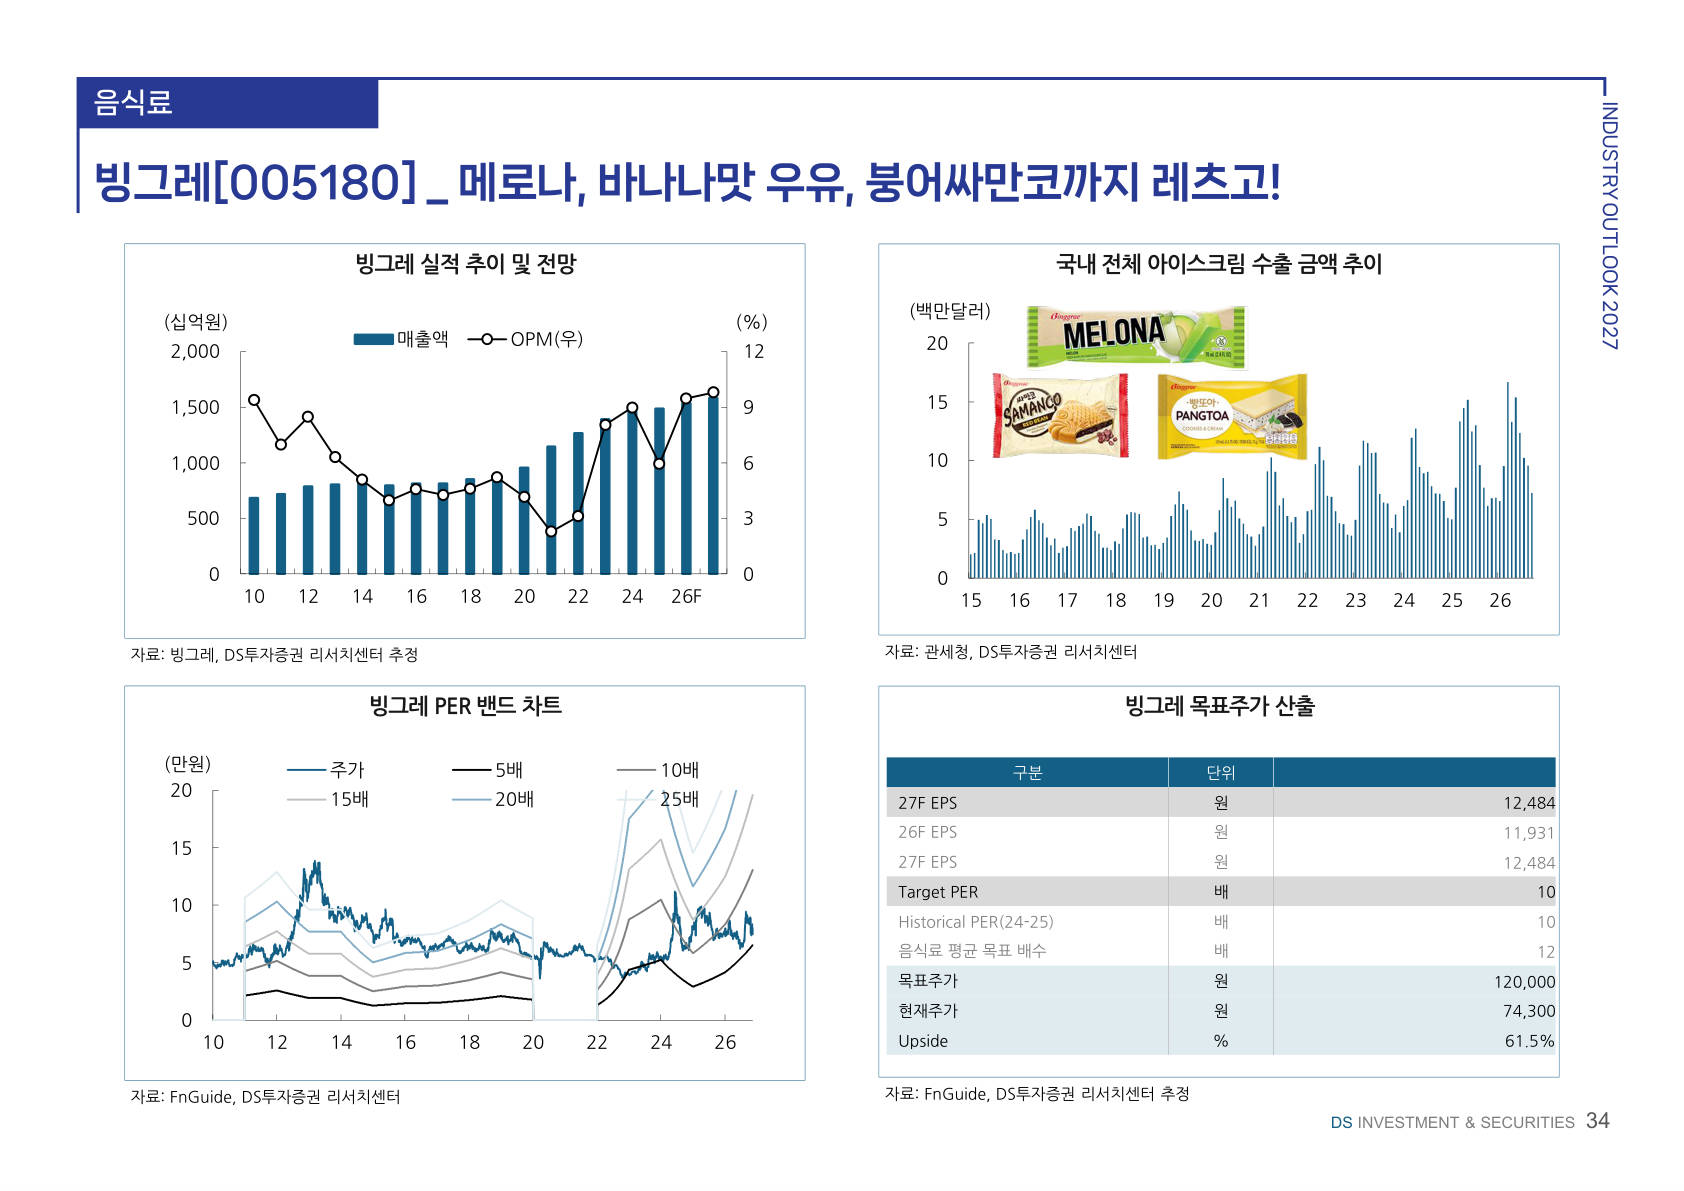 음식료
빙그레[005180] _ 메로나, 바나나맛 우유, 붕어싸만코까지 레츠고!
INDUSTRY OUTLOOK 2027
빙그레 실적 추이 및 전망
(십억원)
(%)
매출액
OPM(우)
2,000
1,500
1,000
500
0
12
9
6
3
0
10 12 14 16 18 20 22 24 26F
자료: 빙그레, DS투자증권 리서치센터 추정
국내 전체 아이스크림 수출 금액 추이
(백만달러)
Binggrae
MELONA
Binggrae
싸만코
SAMANCO
RED BEAN
Binggrae
빵또아
PANGTOA
COOKIES & CREAM
20
15
10
5
0
15 16 17 18 19 20 21 22 23 24 25 26
자료: 관세청, DS투자증권 리서치센터
빙그레 PER 밴드 차트
(만원)
주가 5배 10배
15배 20배 25배
20
15
10
5
0
10 12 14 16 18 20 22 24 26
자료: FnGuide, DS투자증권 리서치센터
빙그레 목표주가 산출
구분 단위
27F EPS 원 12,484
26F EPS 원 11,931
27F EPS 원 12,484
Target PER 배 10
Historical PER(24-25) 배 10
음식료 평균 목표 배수 배 12
목표주가 원 120,000
현재주가 원 74,300
Upside % 61.5%
자료: FnGuide, DS투자증권 리서치센터 추정
DS INVESTMENT & SECURITIES 34